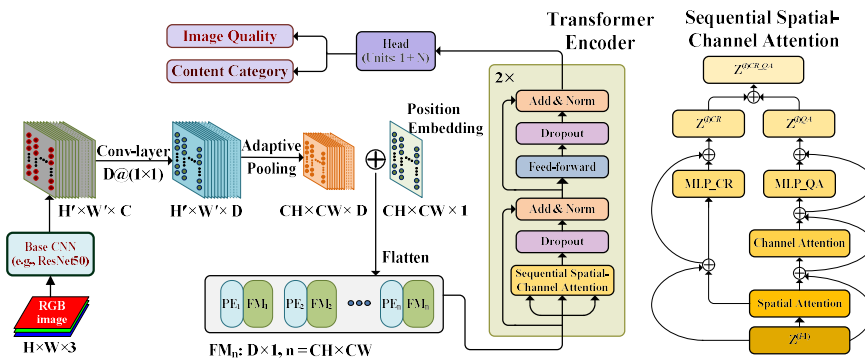 Image Quality
Content Category
Head
(Units: 1+N)
Transformer
Encoder
Sequential Spatial-
Channel Attention
2×
Add & Norm
Dropout
Feed-forward
Add & Norm
Dropout
Sequential Spatial-
Channel Attention
Z^{(l)CR_QA}
Z^{(l)CR}
Z^{(l)QA}
MLP_CR
MLP_QA
Channel Attention
Spatial Attention
Conv-layer
D@(1×1)
Adaptive
Pooling
Position
Embedding
H′×W′× C
H′×W′× D
CH×CW× D
CH×CW× 1
Base CNN
(e.g., ResNet50)
RGB
image
H×W×3
Flatten
PE₁ FM₁ PE₂ FM₂ PEₙ FMₙ
FMₙ: D×1, n = CH×CW